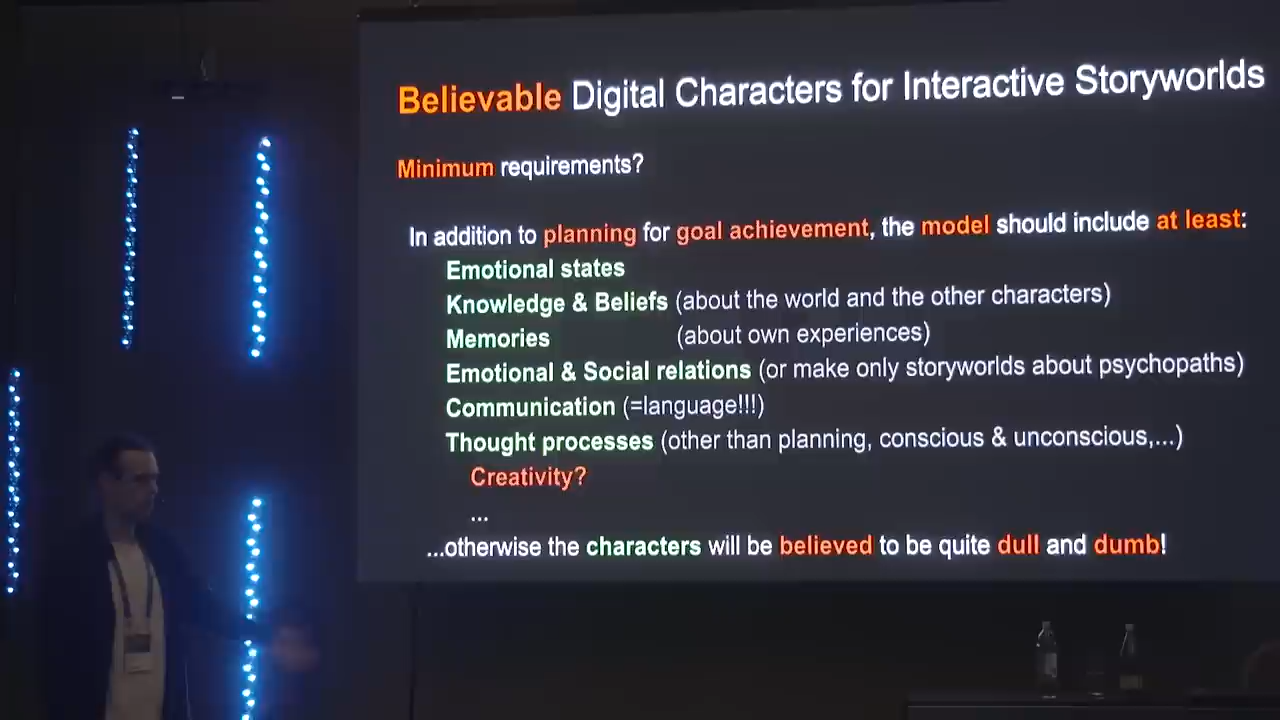 Believable Digital Characters for Interactive Storyworlds
Minimum requirements?
In addition to planning for goal achievement, the model should include at least:
Emotional states
Knowledge & Beliefs (about the world and the other characters)
Memories (about own experiences)
Emotional & Social relations (or make only storyworlds about psychopaths)
Communication (=language!!!)
Thought processes (other than planning, conscious & unconscious,...)
Creativity?
...
...otherwise the characters will be believed to be quite dull and dumb!